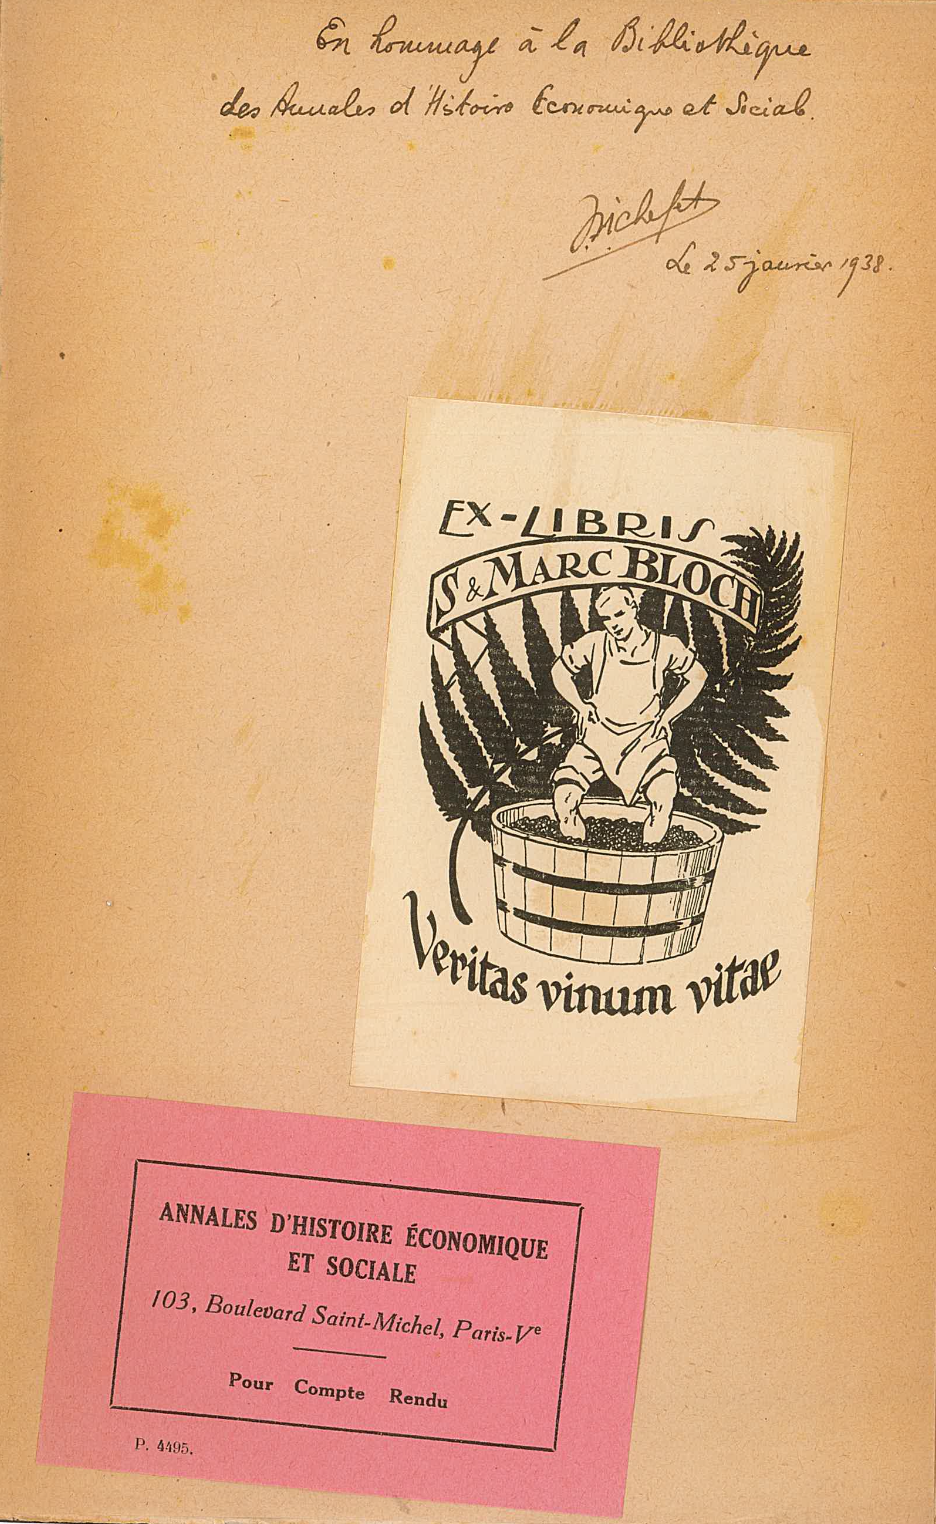 En hommage à la Bibliothèque
des Annales d'Histoire Economique et Social.
Le 25 janvier 1938.
EX-LIBRIS
S & MARC BLOCH
Veritas vinum vitae
ANNALES D'HISTOIRE ÉCONOMIQUE
ET SOCIALE
103, Boulevard Saint-Michel, Paris-Ve
Pour Compte Rendu
P. 4495.